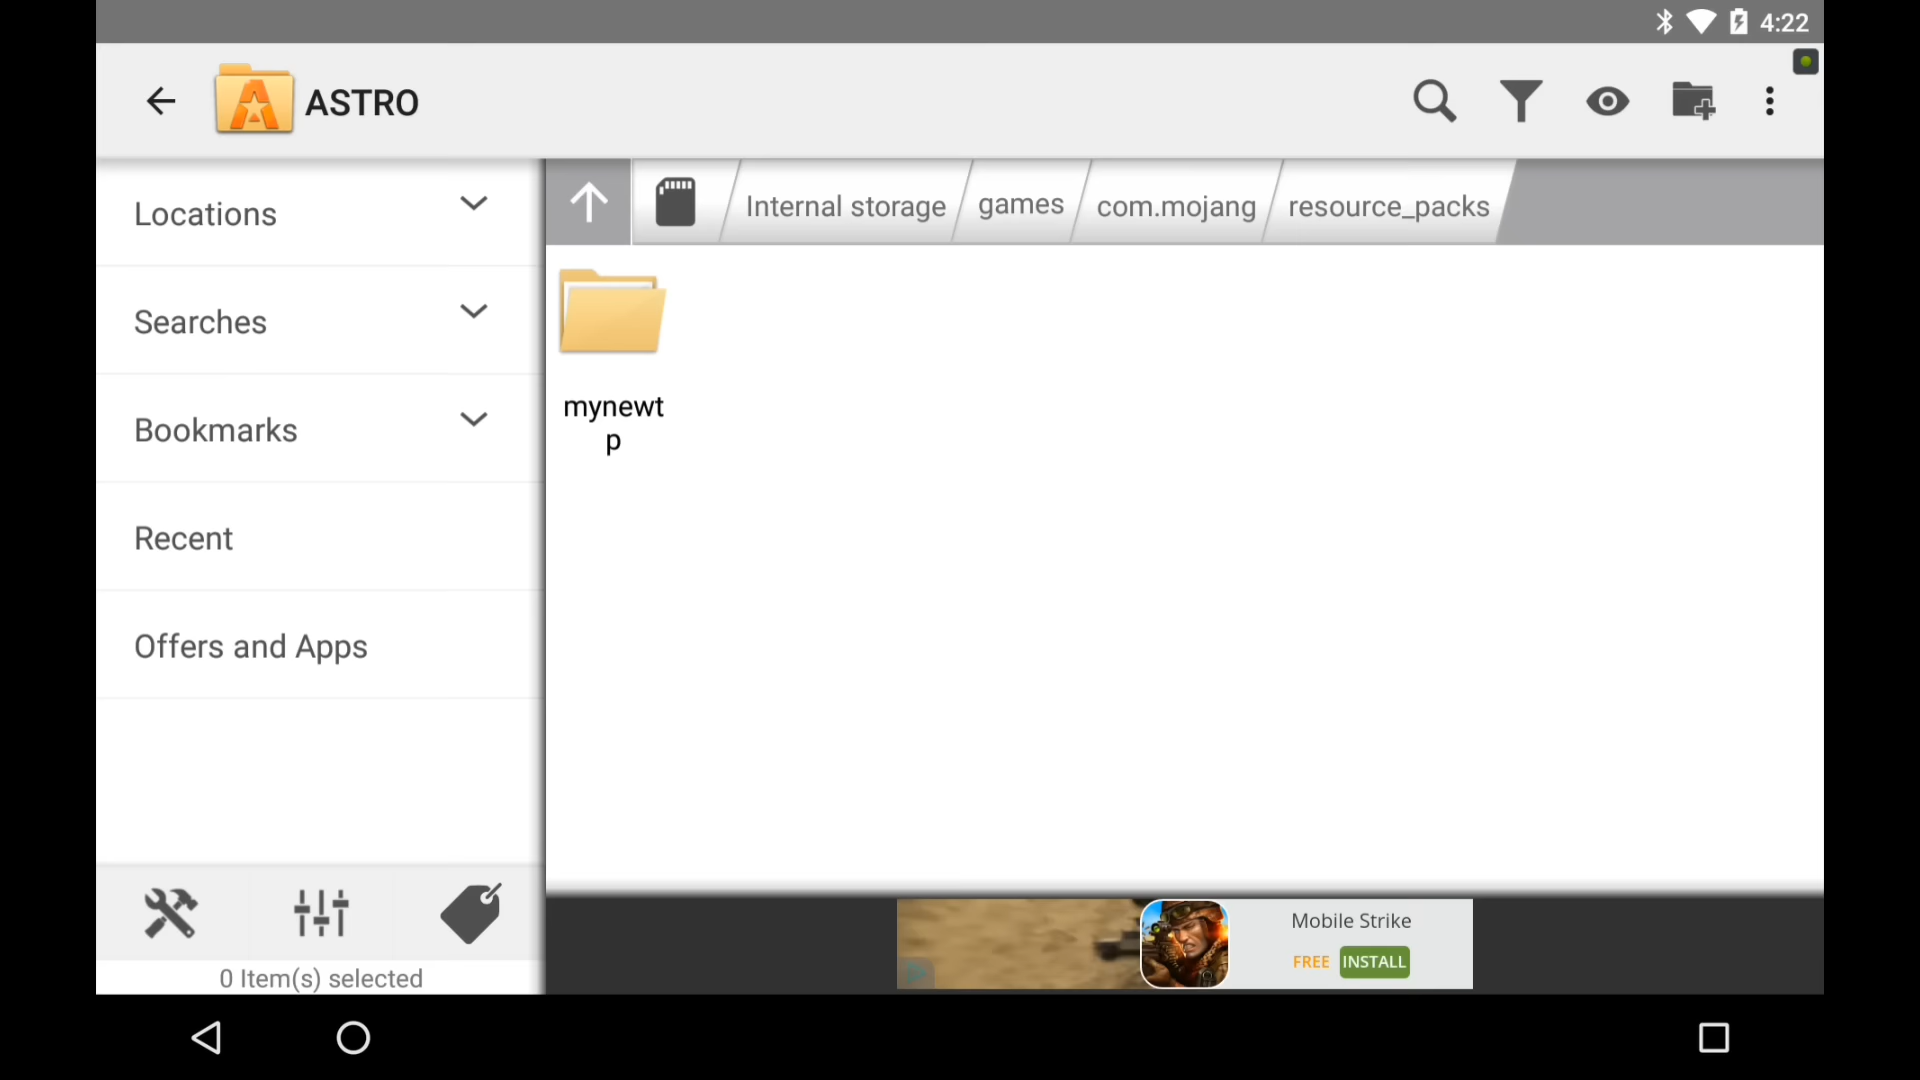 4:22
ASTRO
Locations
Searches
Bookmarks
Recent
Offers and Apps
0 Item(s) selected
Internal storage
games
com.mojang
resource_packs
mynewt
p
Mobile Strike
FREE INSTALL